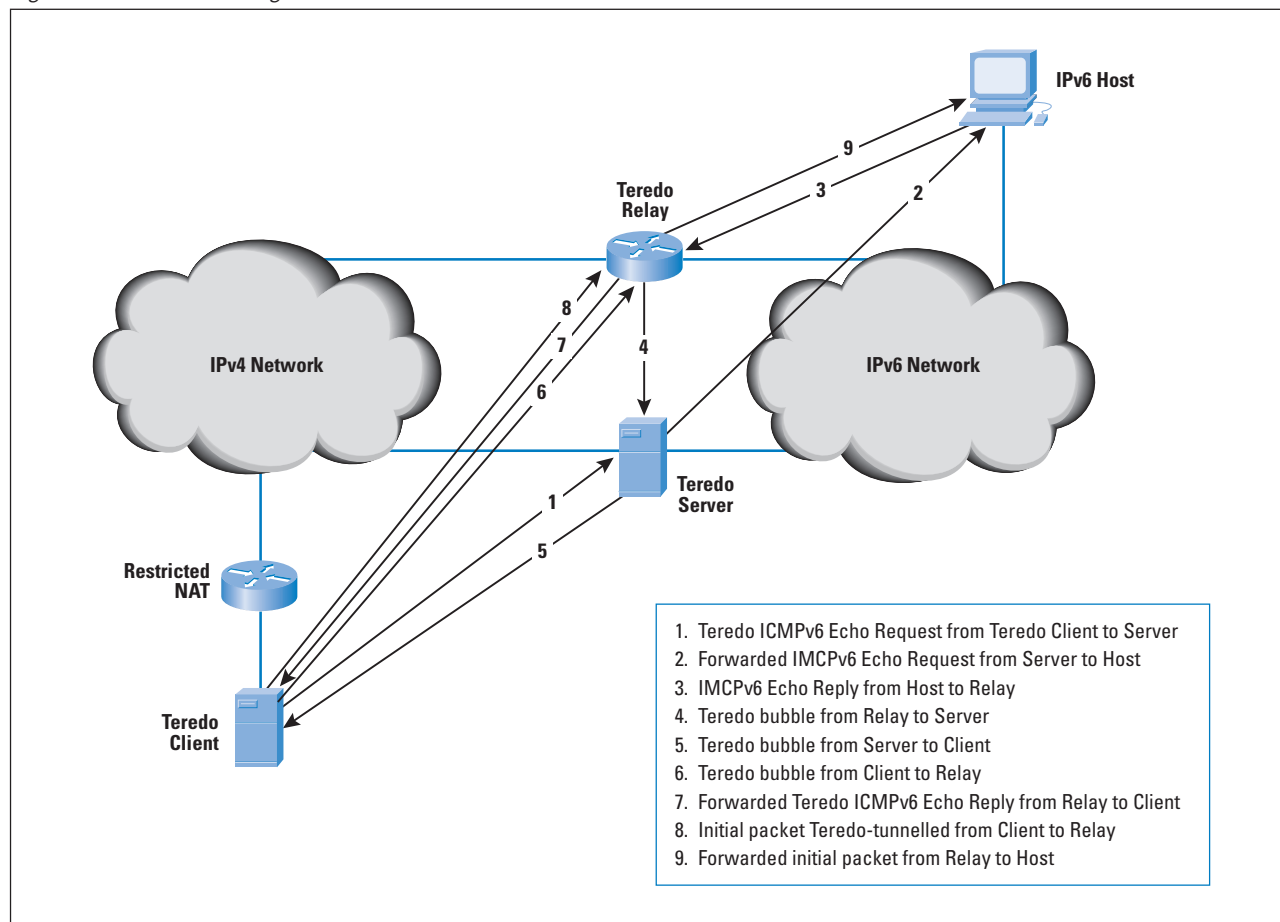 IPv6 Host
9
3
2
Teredo
Relay
8
7
6
4
IPv4 Network
IPv6 Network
Teredo
Server
1
5
Restricted
NAT
Teredo
Client
1. Teredo ICMPv6 Echo Request from Teredo Client to Server
2. Forwarded IMCPv6 Echo Request from Server to Host
3. IMCPv6 Echo Reply from Host to Relay
4. Teredo bubble from Relay to Server
5. Teredo bubble from Server to Client
6. Teredo bubble from Client to Relay
7. Forwarded Teredo ICMPv6 Echo Reply from Relay to Client
8. Initial packet Teredo-tunnelled from Client to Relay
9. Forwarded initial packet from Relay to Host